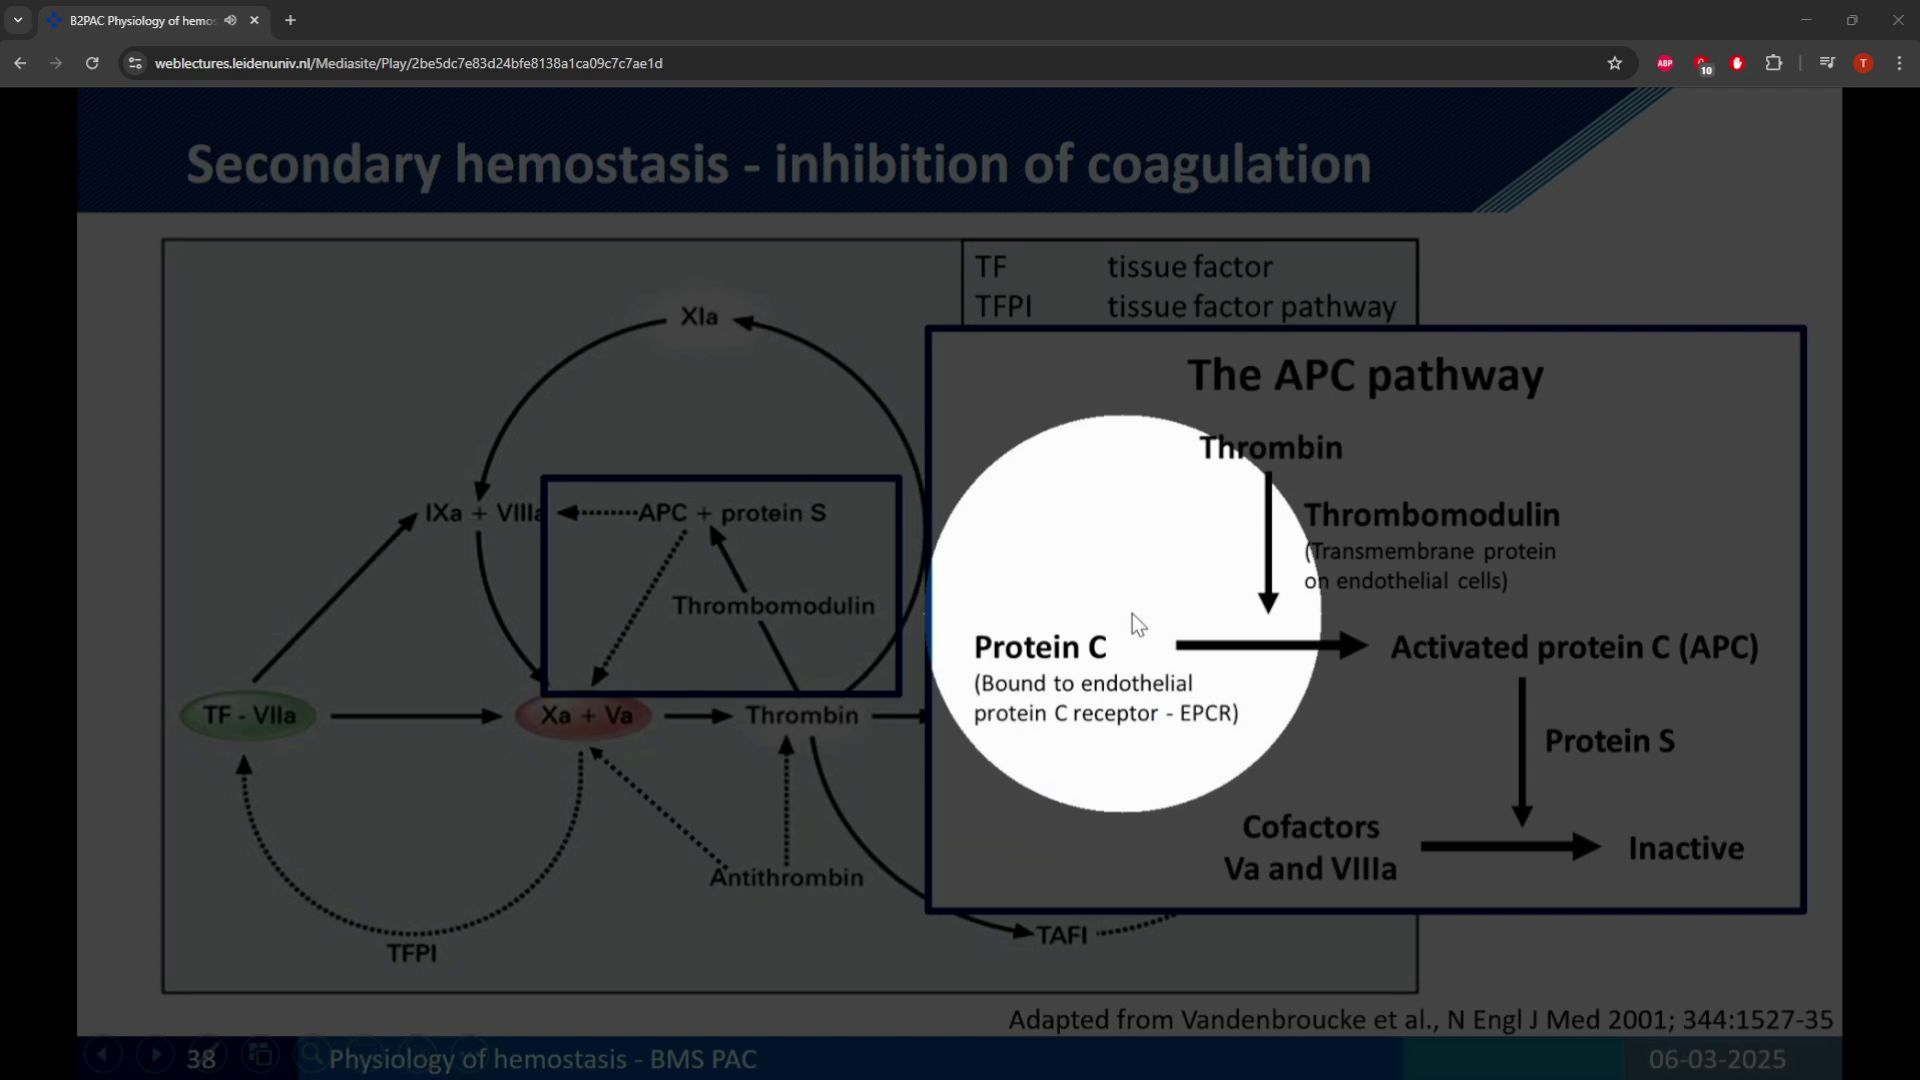 B2PAC Physiology of hemos
weblectures.leidenuniv.nl/Mediasite/Play/2be5dc7e83d24bfe8138a1ca09c7c7ae1d
ABP
10
T
Secondary hemostasis - inhibition of coagulation
TF tissue factor
TFPI tissue factor pathway
XIa
IXa + VIIIa
APC + protein S
Thrombomodulin
TF - VIIa
Xa + Va
Thrombin
Antithrombin
TFPI
TAFI
The APC pathway
Thrombin
Thrombomodulin
(Transmembrane protein
on endothelial cells)
Protein C
(Bound to endothelial
protein C receptor - EPCR)
Activated protein C (APC)
Protein S
Cofactors
Va and VIIIa
Inactive
Adapted from Vandenbroucke et al., N Engl J Med 2001; 344:1527-35
38
Physiology of hemostasis - BMS PAC
06-03-2025